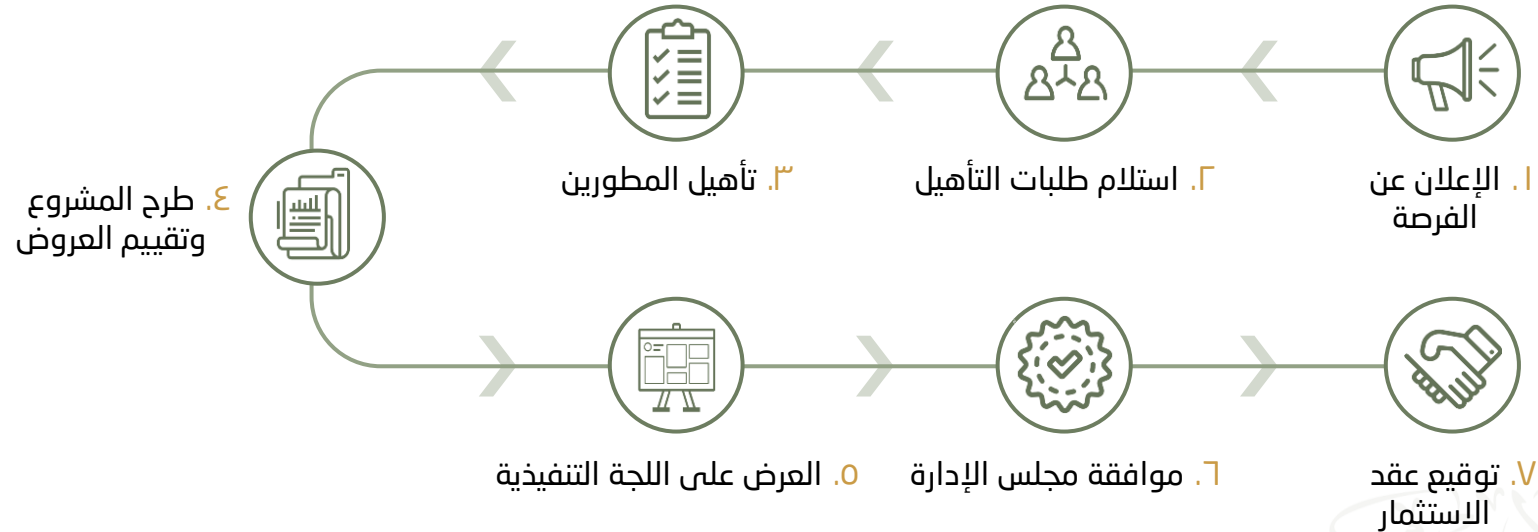 ١. الإعلان عن
الفرصة
٢. استلام طلبات التأهيل
٣. تأهيل المطورين
٤. طرح المشروع
وتقييم العروض
٥. العرض على اللجة التنفيذية
٦. موافقة مجلس الإدارة
٧. توقيع عقد
الاستثمار